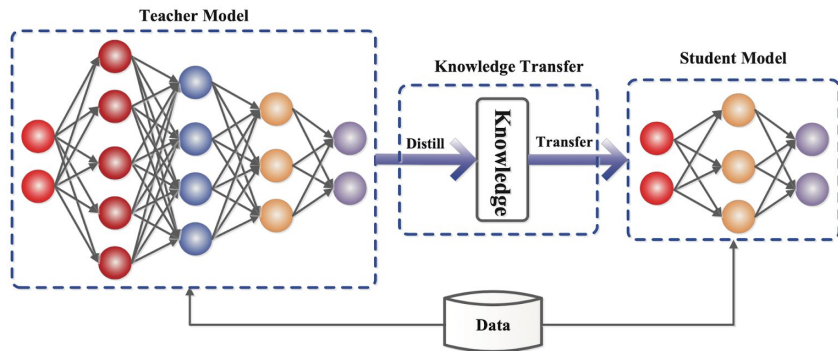 Teacher Model
Knowledge Transfer
Student Model
Distill
Knowledge
Transfer
Data